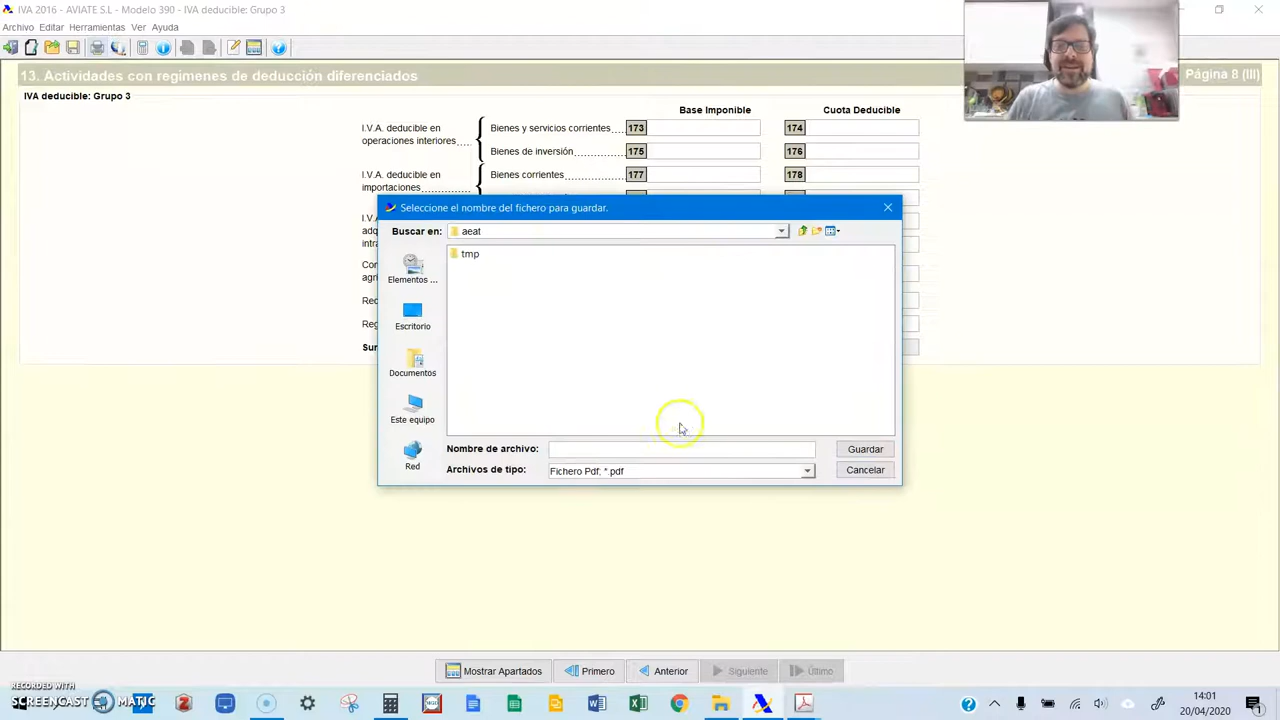 IVA 2016 - AVIATE S.L - Modelo 390 - IVA deducible: Grupo 3
Archivo Editar Herramientas Ver Ayuda
13. Actividades con regimenes de deducción diferenciados
Página 8 (III)
IVA deducible: Grupo 3
Base Imponible Cuota Deducible
I.V.A. deducible en
operaciones interiores
Bienes y servicios corrientes 173 174
Bienes de inversión 175 176
I.V.A. deducible en
importaciones
Bienes corrientes 177 178
Seleccione el nombre del fichero para guardar.
Buscar en: aeat
tmp
Elementos ...
Escritorio
Documentos
Este equipo
Red
Nombre de archivo: Guardar
Archivos de tipo: Fichero Pdf; *.pdf Cancelar
Mostrar Apartados Primero Anterior Siguiente Último
RECORDED WITH
SCREENCAST MATIC
14:01
20/04/2020